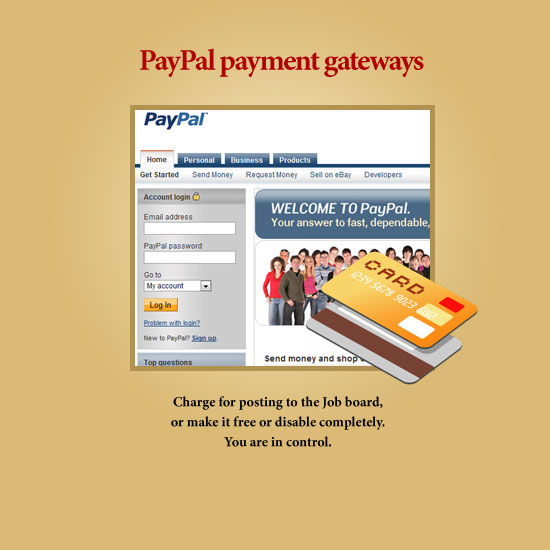 PayPal payment gateways
PayPal
Home Personal Business Products
Get Started Send Money Request Money Sell on eBay Developers
Account login
Email address
PayPal password
Go to
My account
Log In
Problem with login?
New to PayPal? Sign up
Top questions
WELCOME TO PayPal.
Your answer to fast, dependable,
CARD
1234 5678 9023
Send money and shop
Charge for posting to the Job board,
or make it free or disable completely.
You are in control.